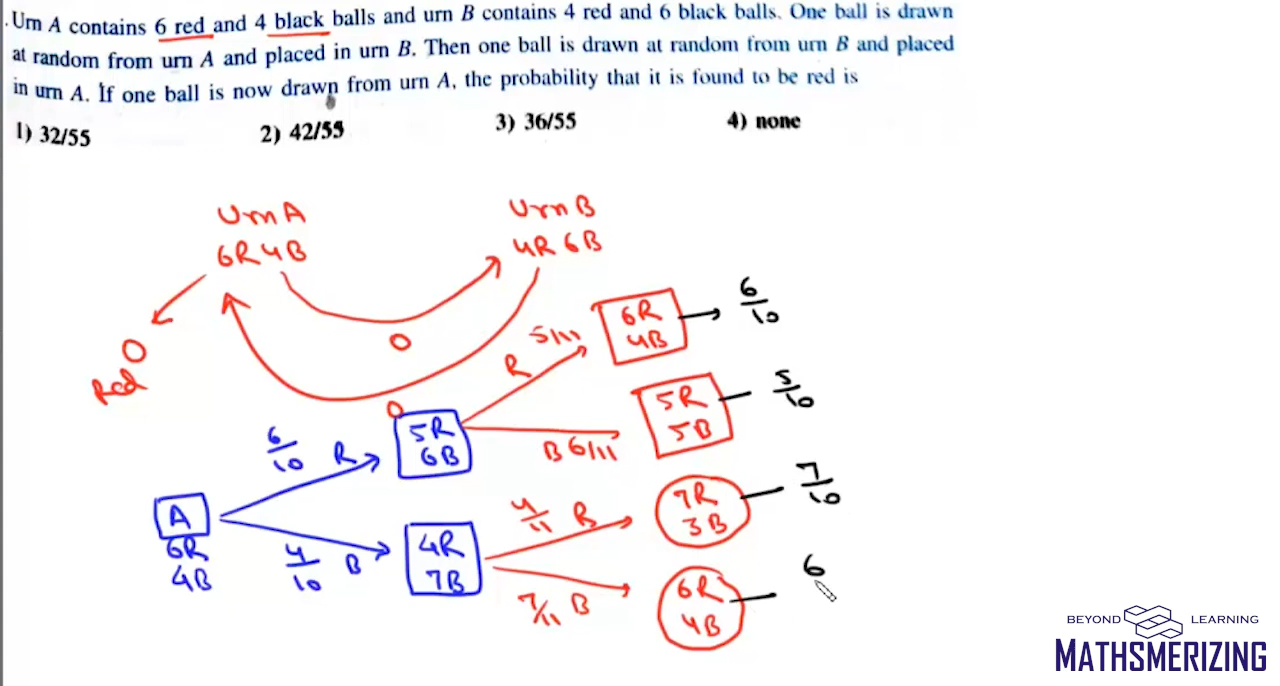 .Urn A contains 6 red and 4 black balls and urn B contains 4 red and 6 black balls. One ball is drawn
at random from urn A and placed in urn B. Then one ball is drawn at random from urn B and placed
in urn A. If one ball is now drawn from urn A, the probability that it is found to be red is
1) 32/55 2) 42/55 3) 36/55 4) none
Urn A Urn B
6R 4B 4R 6B
Red
6/10 R
5R
6B
A
6R
4B
4/10 B
4R
7B
R 5/11
6R
4B
6/10
B 6/11
5R
5B
5/10
4/11 R
7R
3B
7/10
7/11 B
6R
4B
6
BEYOND LEARNING
MATHSMERIZING